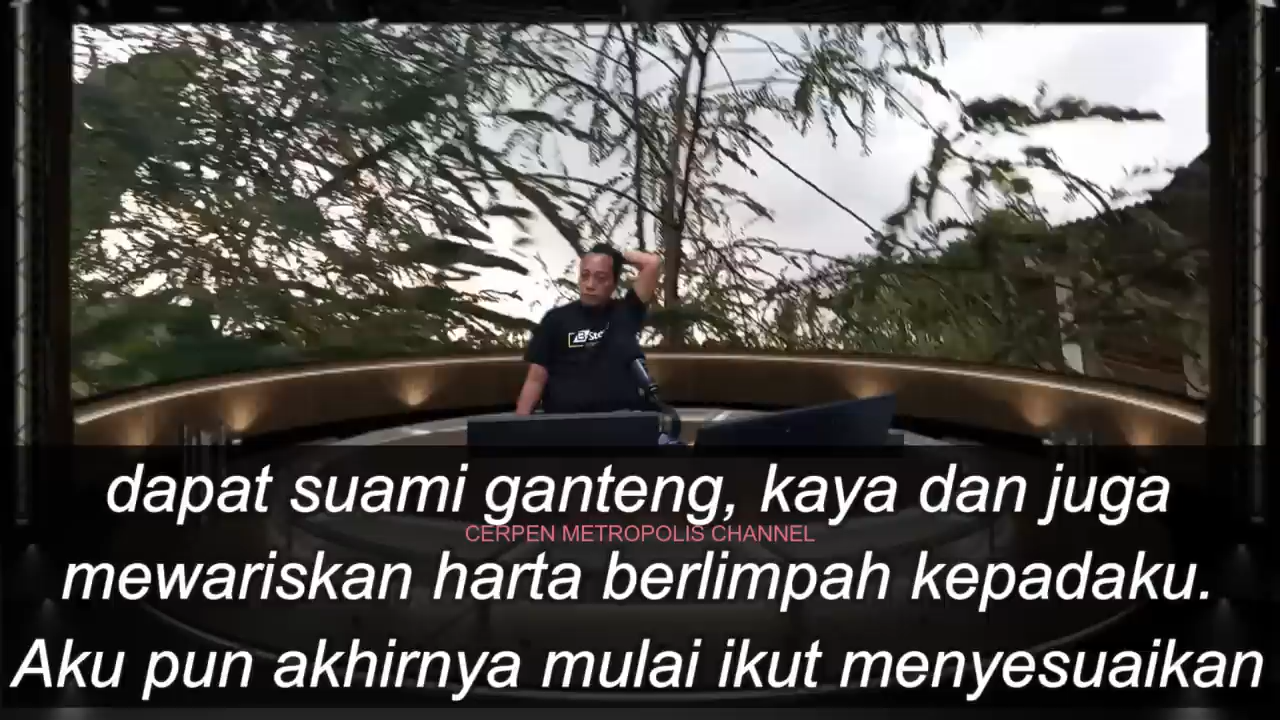 dapat suami ganteng, kaya dan juga
CERPEN METROPOLIS CHANNEL
mewariskan harta berlimpah kepadaku.
Aku pun akhirnya mulai ikut menyesuaikan